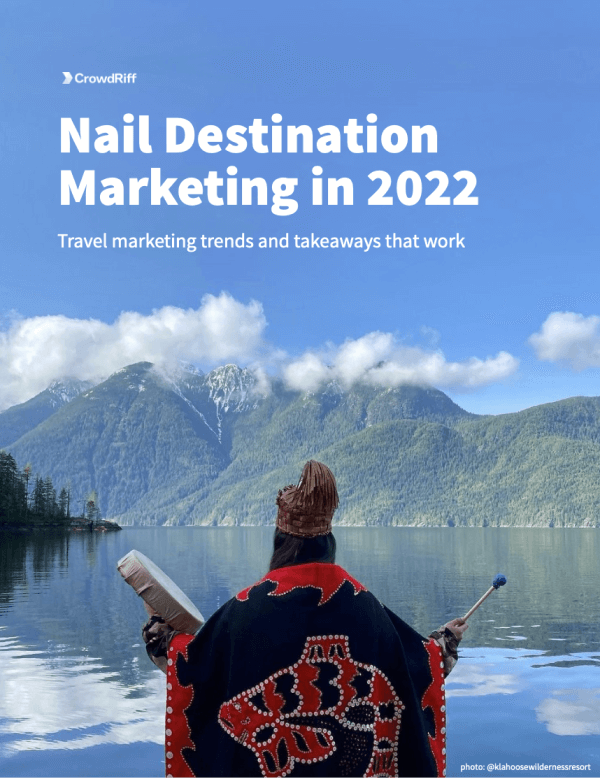 CrowdRiff
Nail Destination
Marketing in 2022
Travel marketing trends and takeaways that work
photo: @klahoosewildernessresort